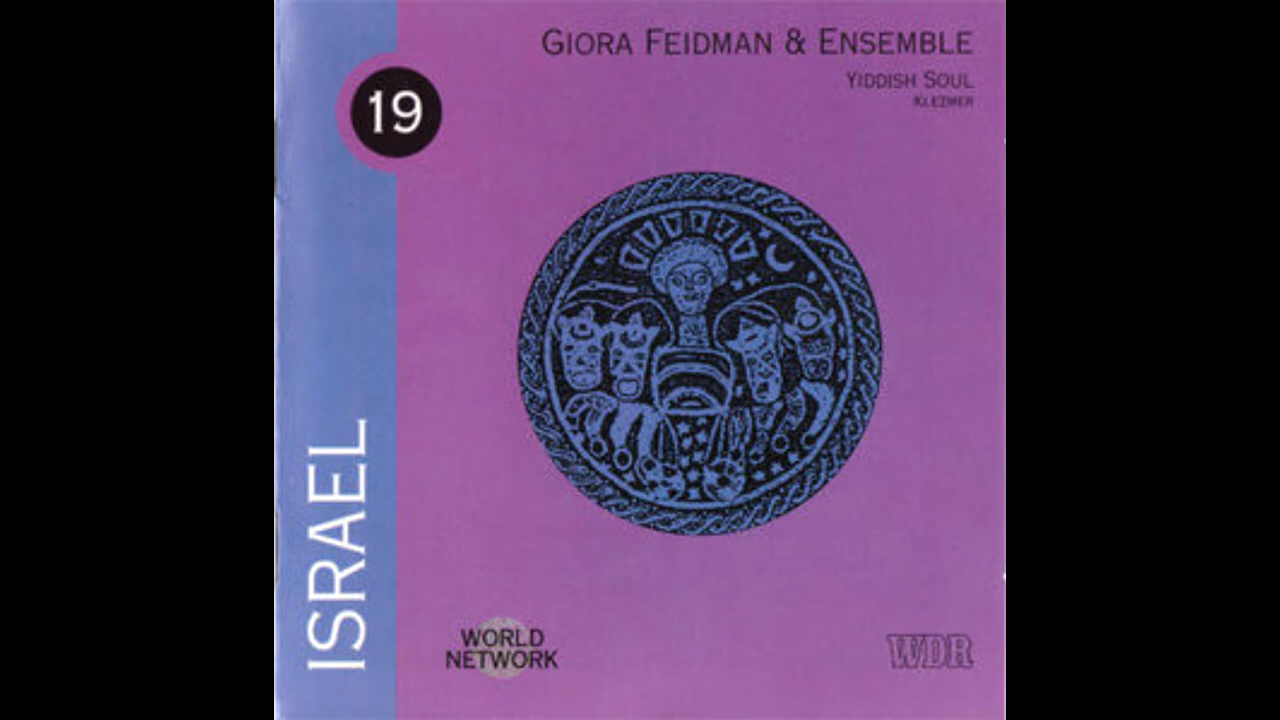 GIORA FEIDMAN & ENSEMBLE
YIDDISH SOUL
KLEZMER
19
ISRAEL
WORLD
NETWORK
WDR